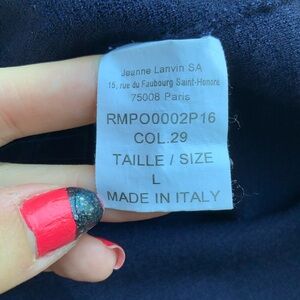 Jeanne Lanvin SA
15, rue du Faubourg Saint-Honoré
75008 Paris
RMPO0002P16
COL.29
TAILLE / SIZE
L
MADE IN ITALY